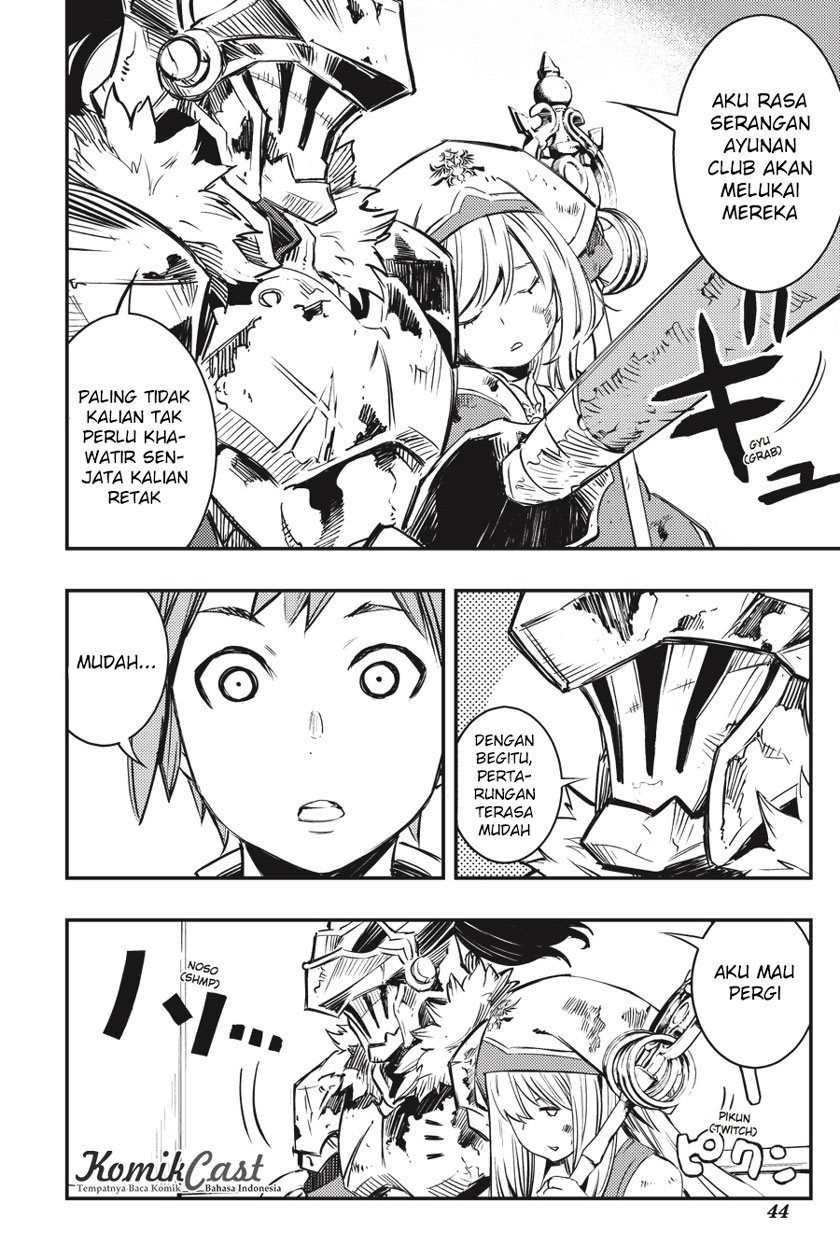 AKU RASA
SERANGAN
AYUNAN
CLUB AKAN
MELUKAI
MEREKA
ギュ
GYU
(GRAB)
PALING TIDAK
KALIAN TAK
PERLU KHA-
WATIR SEN-
JATA KALIAN
RETAK
DENGAN
BEGITU,
PERTA-
RUNGAN
TERASA
MUDAH
MUDAH...
AKU MAU
PERGI
PIKUN
(TWITCH)
ピクン
NOSO
(SHMP)
ノソ...
KomikCast
Tempatnya Baca Komik Bahasa Indonesia
44